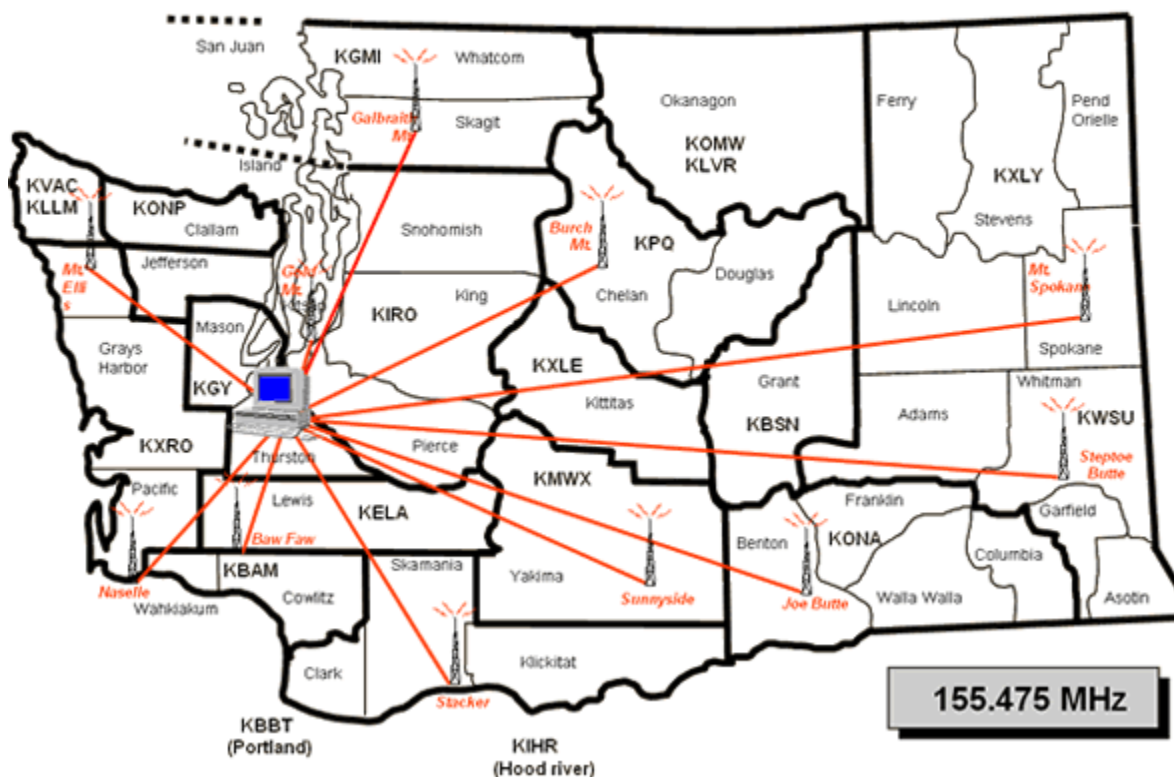 San Juan
KGMI
Whatcom
Galbraith
Mt.
Skagit
Island
Okanagon
KOMW
KLVR
Ferry
Pend
Orielle
KXLY
Stevens
KVAC
KLLM
KONP
Clallam
Jefferson
Mt.
Elli
s
Snohomish
Burch
Mt.
KPQ
Chelan
Douglas
Gold
Mt.
King
KIRO
Mason
Grays
Harbor
KGY
KXRO
Lincoln
Mt.
Spokane
Spokane
KXLE
Kittitas
Grant
KBSN
Adams
Whitman
KWSU
Steptoe
Butte
Thurston
Pierce
Pacific
Lewis
KELA
KMWX
Franklin
KONA
Garfield
Columbia
Benton
Baw Faw
KBAM
Naselle
Wahkiakum
Cowlitz
Skamania
Yakima
Sunnyside
Joe Butte
Walla Walla
Asotin
Clark
Klickitat
Stacker
155.475 MHz
KBBT
(Portland)
KIHR
(Hood river)